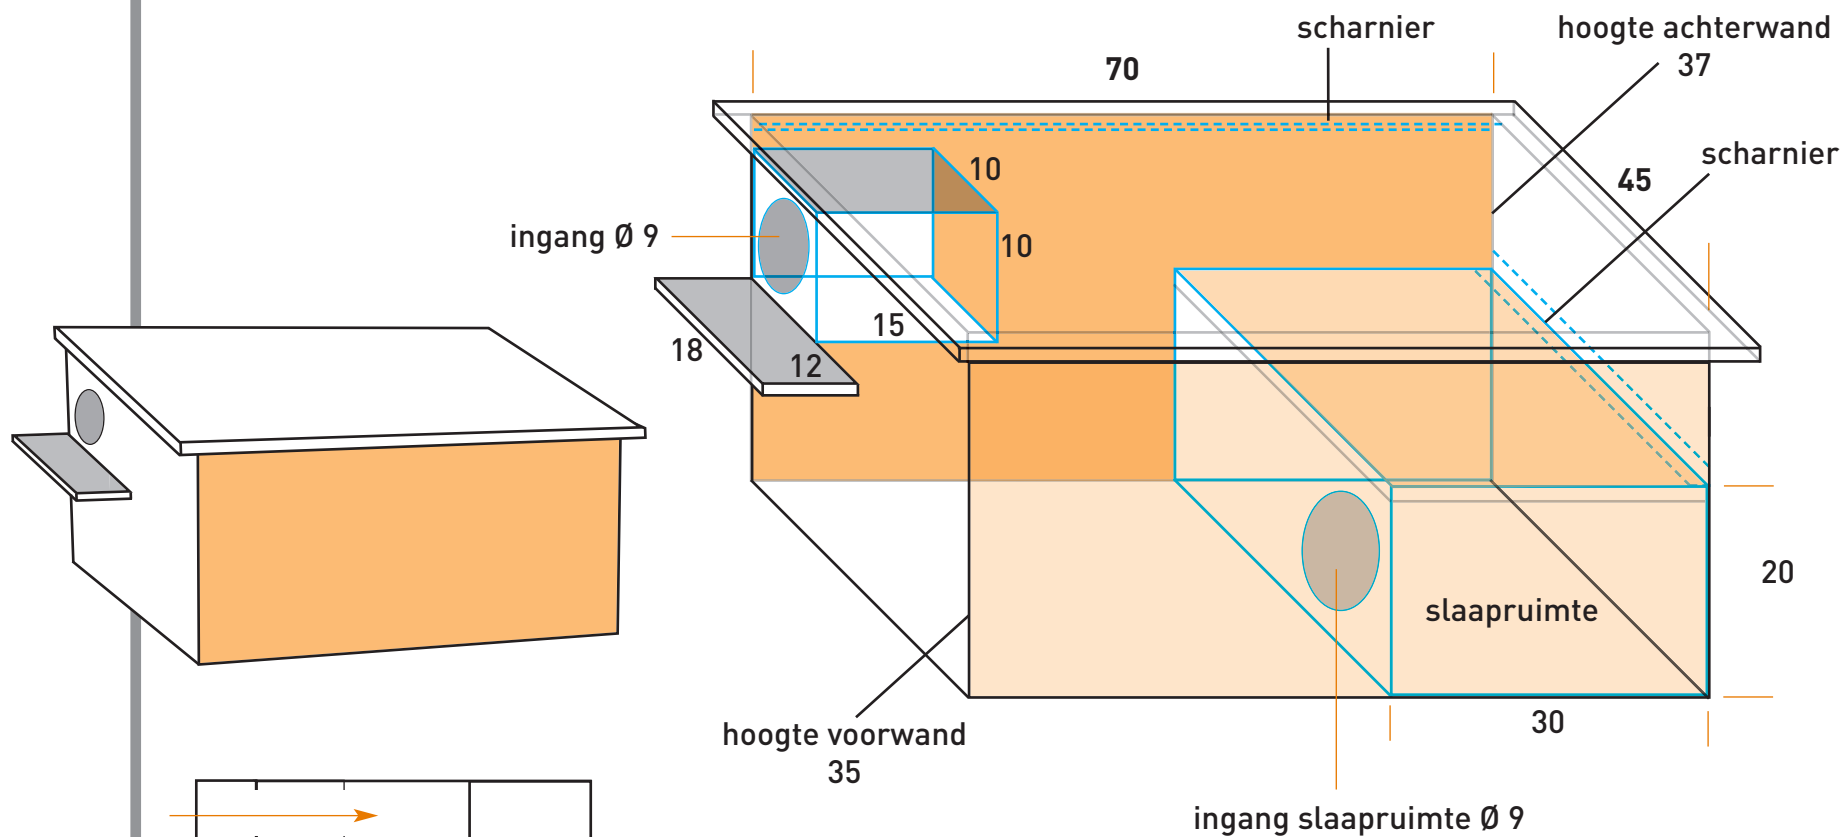 scharnier
hoogte achterwand
37
70
scharnier
45
10
ingang Ø 9
10
15
18
12
20
slaapruimte
30
hoogte voorwand
35
ingang slaapruimte Ø 9